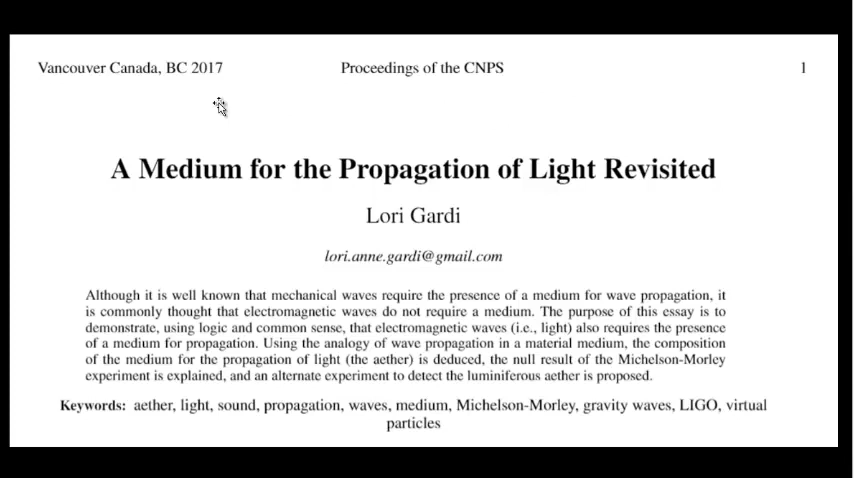 Vancouver Canada, BC 2017 Proceedings of the CNPS 1
A Medium for the Propagation of Light Revisited
Lori Gardi
lori.anne.gardi@gmail.com
Although it is well known that mechanical waves require the presence of a medium for wave propagation, it
is commonly thought that electromagnetic waves do not require a medium. The purpose of this essay is to
demonstrate, using logic and common sense, that electromagnetic waves (i.e., light) also requires the presence
of a medium for propagation. Using the analogy of wave propagation in a material medium, the composition
of the medium for the propagation of light (the aether) is deduced, the null result of the Michelson-Morley
experiment is explained, and an alternate experiment to detect the luminiferous aether is proposed.
Keywords: aether, light, sound, propagation, waves, medium, Michelson-Morley, gravity waves, LIGO, virtual
particles